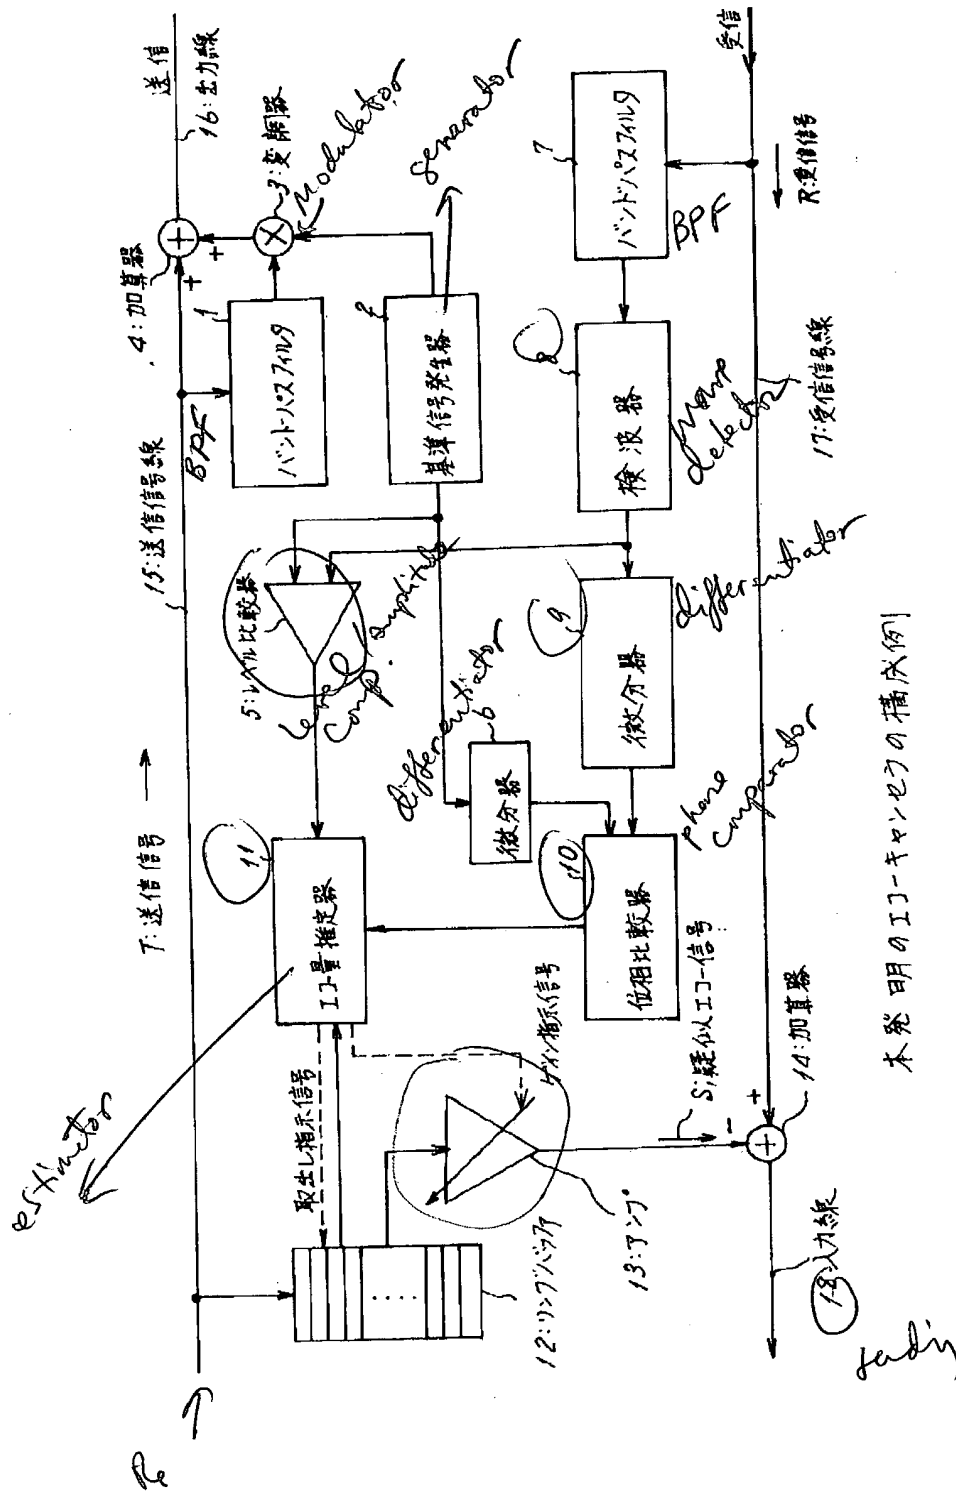 送信
16:出力線
4:加算器
+
+
3:変調器
Modulator
1
バンドパスフィルタ
BPF
15:送信信号線
T:送信信号
2
基準信号発生器
generator
5:レベル比較器
level
comp.
amplitude
differentiator
6
微分器
11
エコー量推定器
estimator
取出し指示信号
ゲイン指示信号
12:リングバッファ
13:アンプ
S:疑似エコー信号
受信
R:受信信号
7
バンドパスフィルタ
BPF
8
検波器
detector
17:受信信号線
9
微分器
differentiator
10
位相比較器
phase
comparator
+
-
14:加算器
18:入力線
Re
本発明のエコーキャンセラの構成例